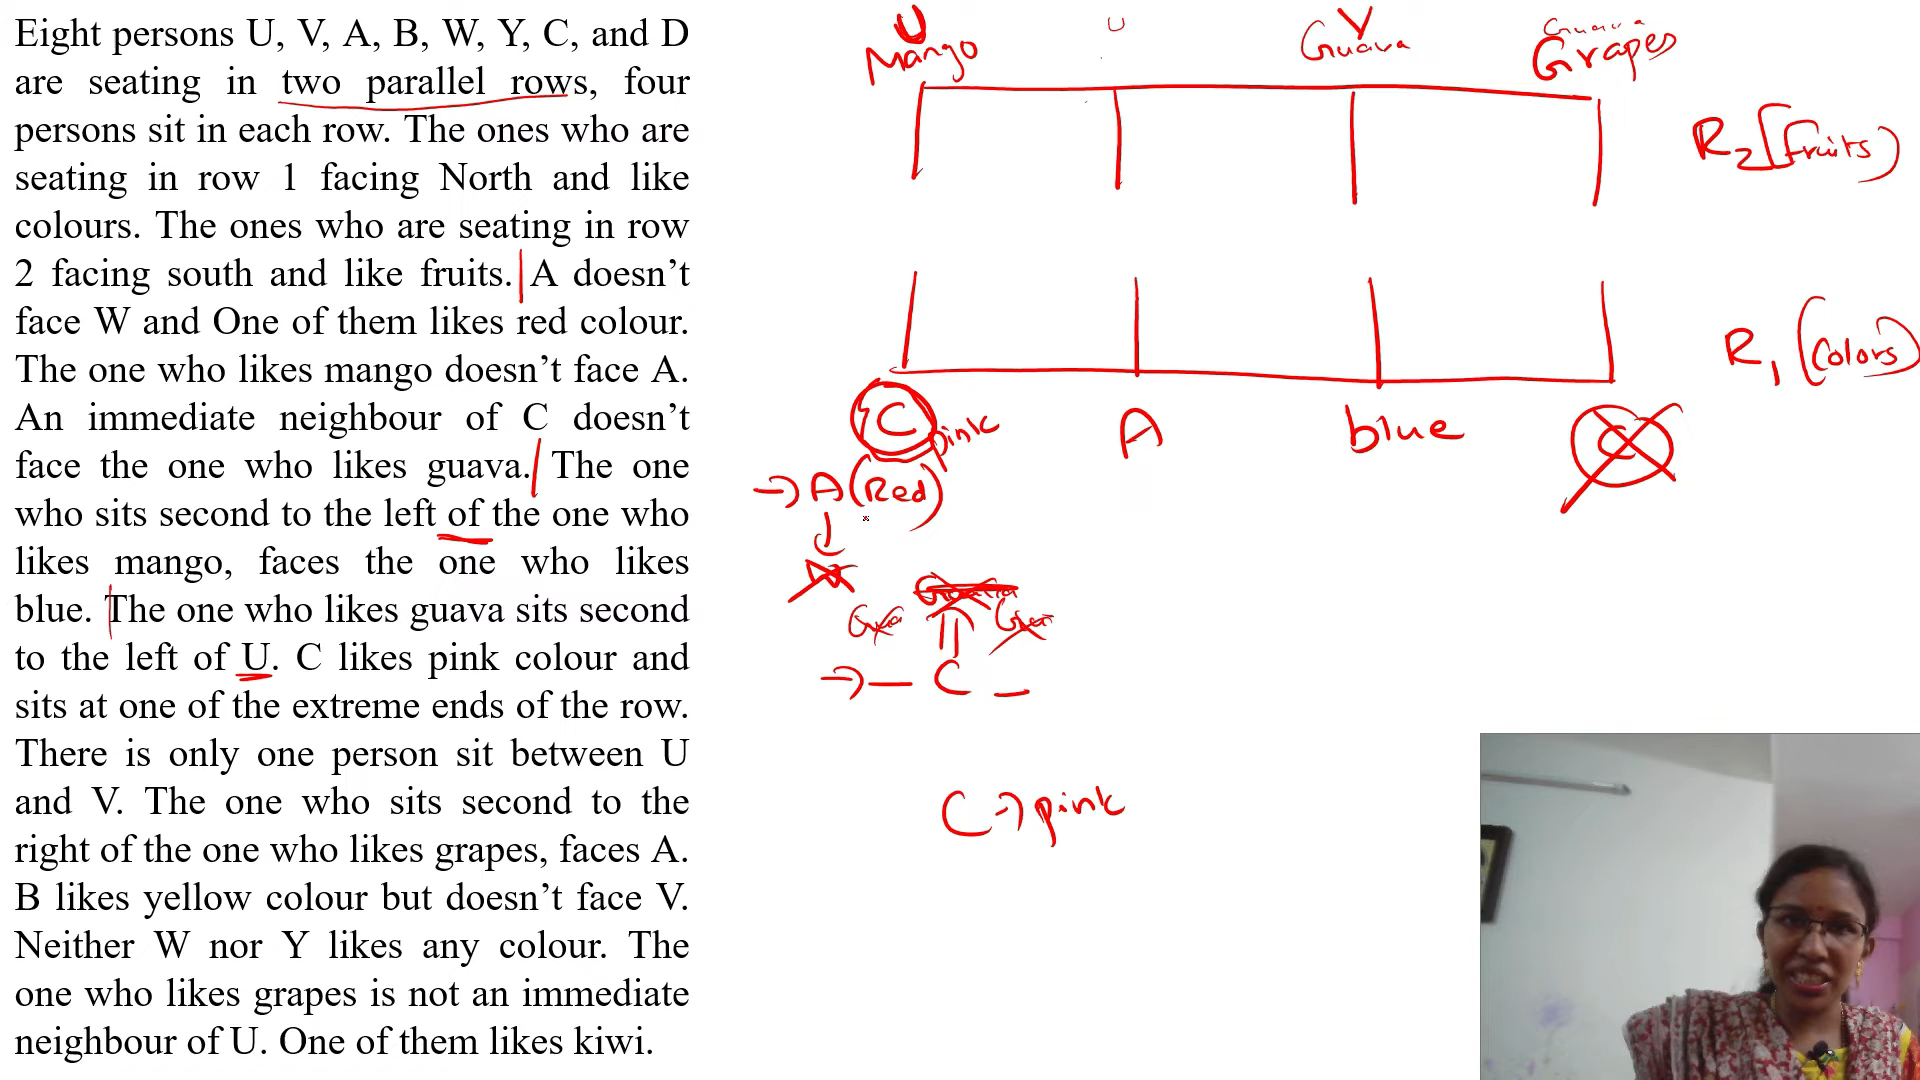 Eight persons U, V, A, B, W, Y, C, and D
are seating in two parallel rows, four
persons sit in each row. The ones who are
seating in row 1 facing North and like
colours. The ones who are seating in row
2 facing south and like fruits. A doesn’t
face W and One of them likes red colour.
The one who likes mango doesn’t face A.
An immediate neighbour of C doesn’t
face the one who likes guava. The one
who sits second to the left of the one who
likes mango, faces the one who likes
blue. The one who likes guava sits second
to the left of U. C likes pink colour and
sits at one of the extreme ends of the row.
There is only one person sit between U
and V. The one who sits second to the
right of the one who likes grapes, faces A.
B likes yellow colour but doesn’t face V.
Neither W nor Y likes any colour. The
one who likes grapes is not an immediate
neighbour of U. One of them likes kiwi.
U U V Guava
Mango Guava Grapes
R2 (Fruits)
R1 (Colors)
C pink A blue C
→ A (Red)
→ — C —
C → pink